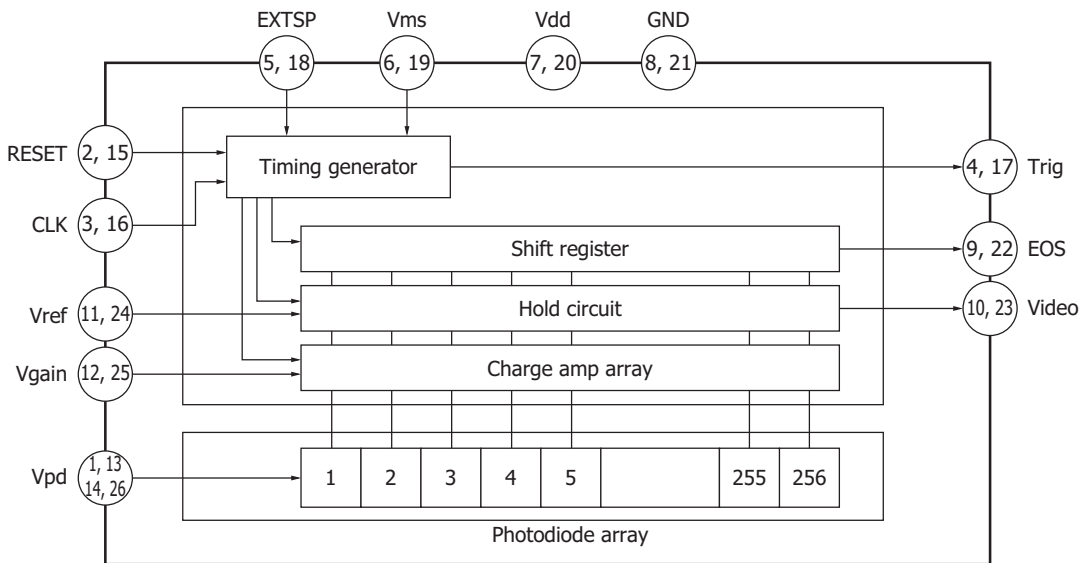 EXTSP
Vms
Vdd
GND
5, 18
6, 19
7, 20
8, 21
RESET
2, 15
Timing generator
4, 17
Trig
CLK
3, 16
Shift register
9, 22
EOS
Vref
11, 24
Hold circuit
10, 23
Video
Vgain
12, 25
Charge amp array
Vpd
1, 13
14, 26
1
2
3
4
5
255
256
Photodiode array